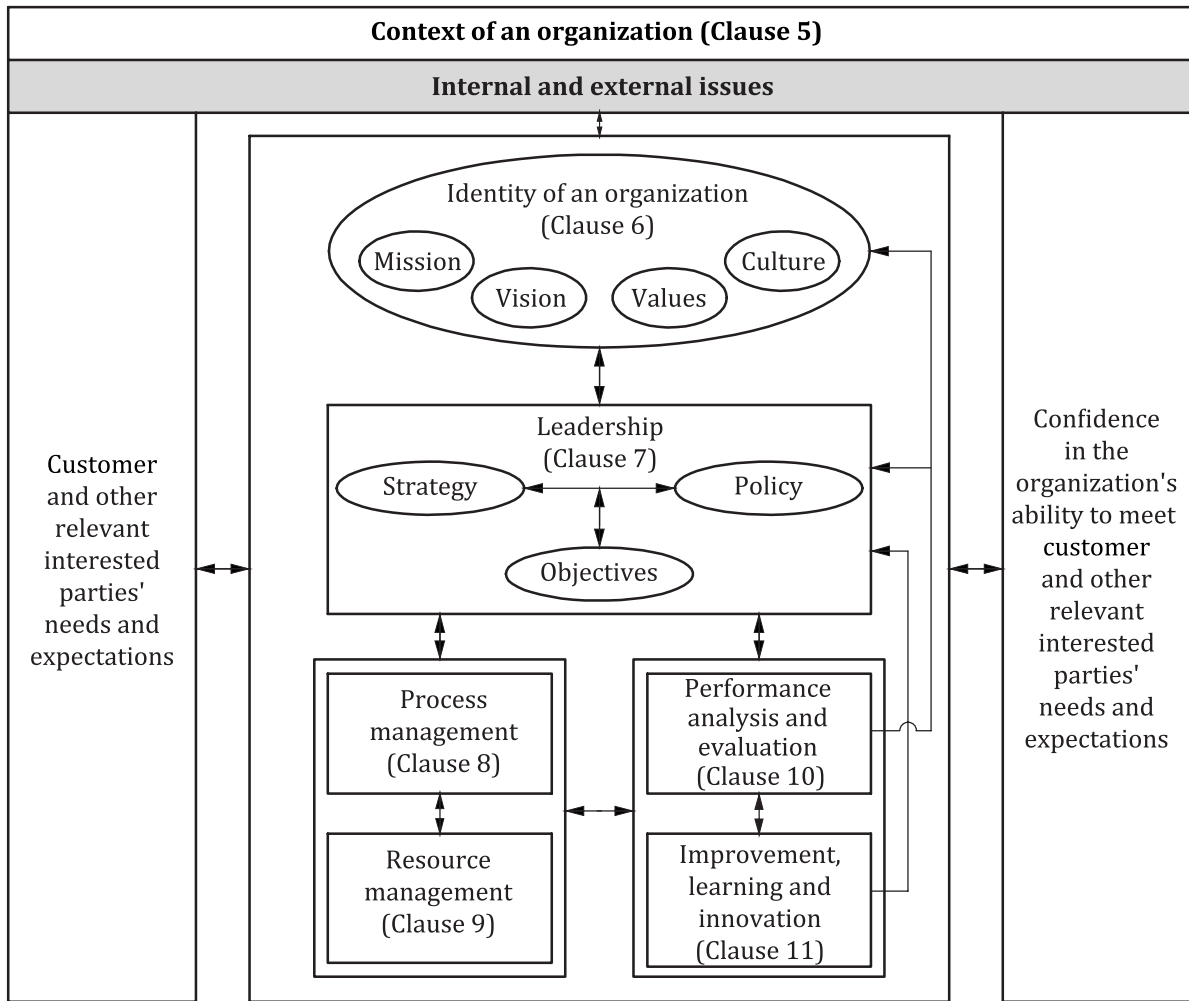 Context of an organization (Clause 5)
Internal and external issues
Customer
and other
relevant
interested
parties'
needs and
expectations
Identity of an organization
(Clause 6)
Mission
Vision
Values
Culture
Leadership
(Clause 7)
Strategy
Policy
Objectives
Process
management
(Clause 8)
Resource
management
(Clause 9)
Performance
analysis and
evaluation
(Clause 10)
Improvement,
learning and
innovation
(Clause 11)
Confidence
in the
organization's
ability to meet
customer
and other
relevant
interested
parties'
needs and
expectations